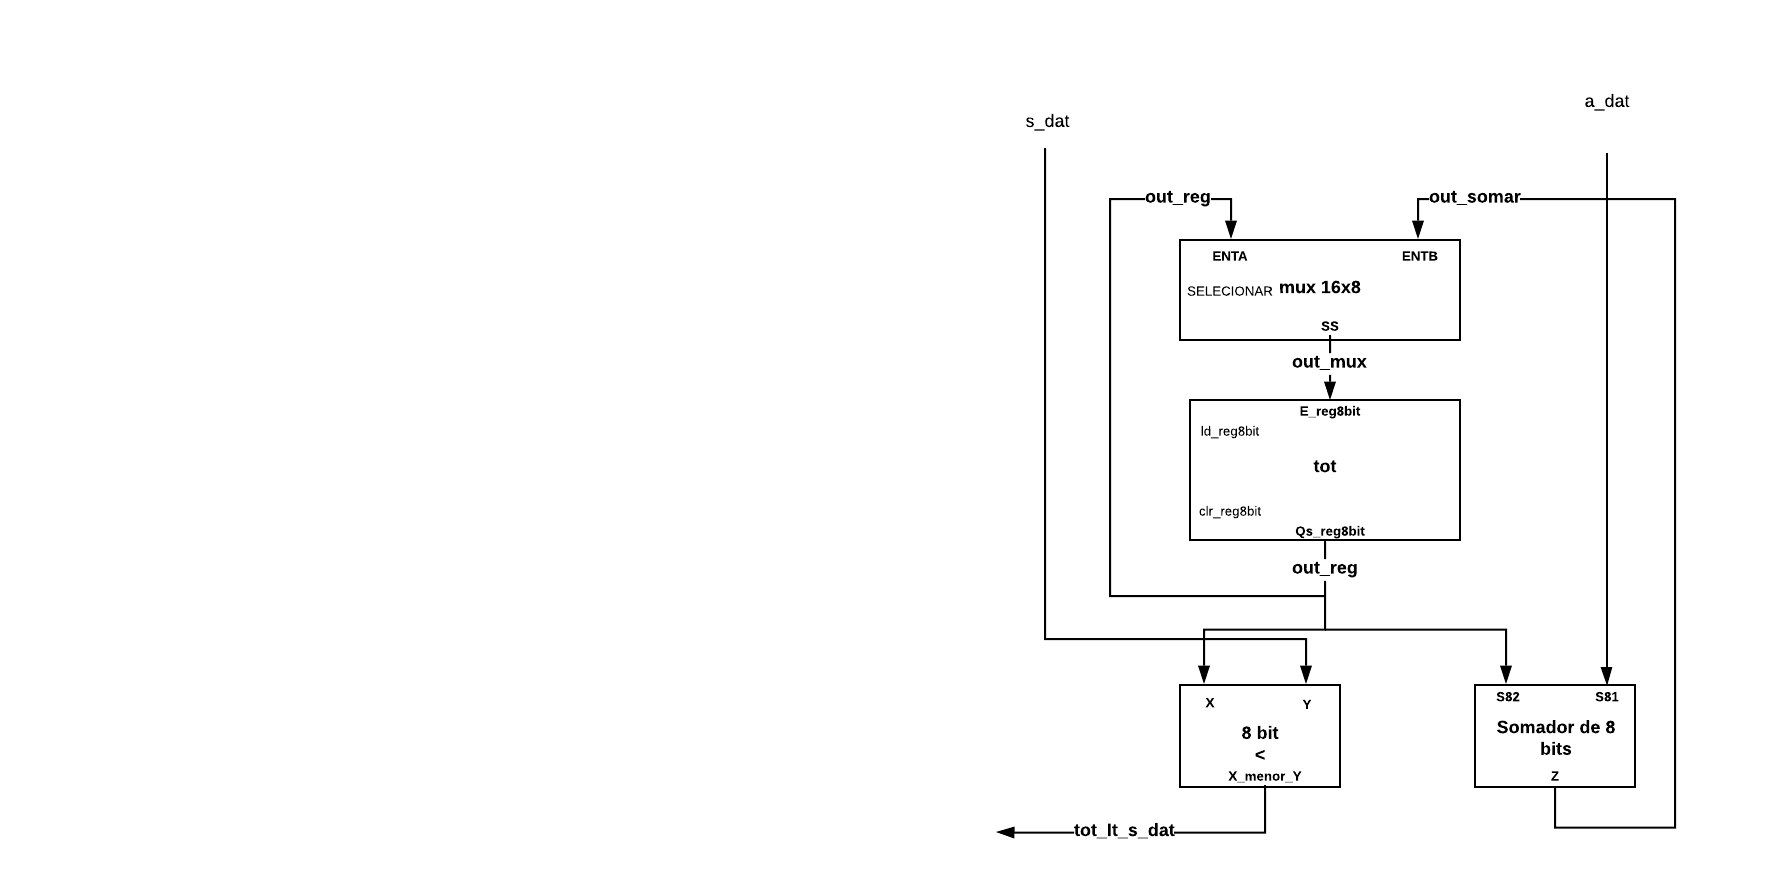 a_dat
s_dat
out_reg
out_somar
ENTA
ENTB
SELECIONAR
mux 16x8
SS
out_mux
E_reg8bit
ld_reg8bit
tot
clr_reg8bit
Qs_reg8bit
out_reg
X
Y
8 bit
<
X_menor_Y
S82
S81
Somador de 8
bits
Z
tot_lt_s_dat